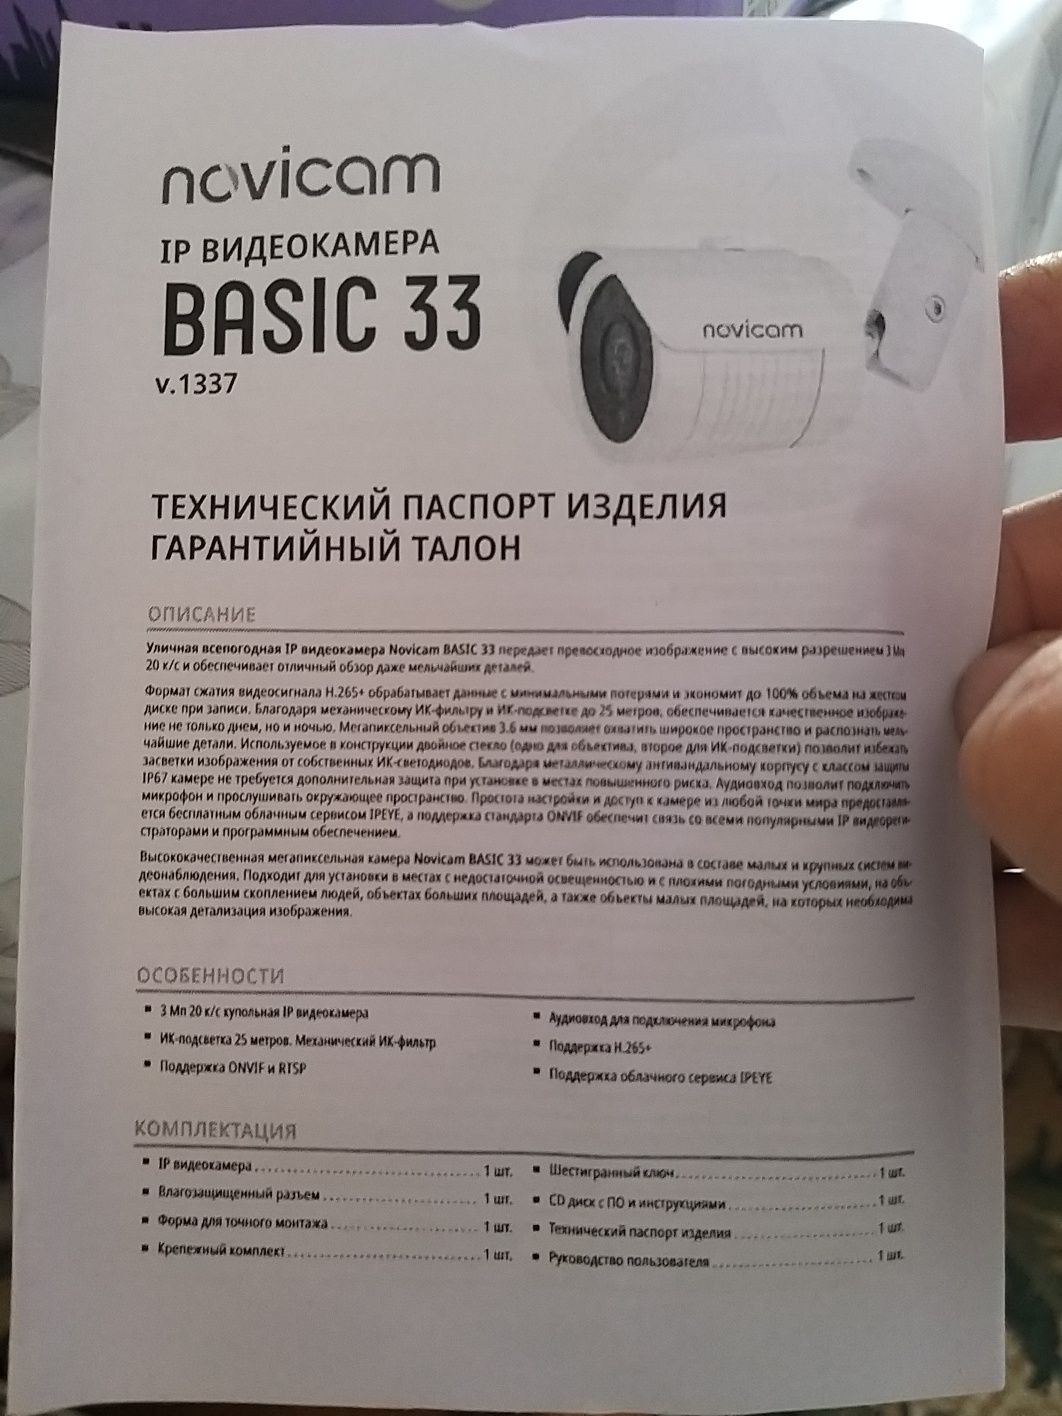 novicam
IP ВИДЕОКАМЕРА
BASIC 33
v.1337
novicam
ТЕХНИЧЕСКИЙ ПАСПОРТ ИЗДЕЛИЯ
ГАРАНТИЙНЫЙ ТАЛОН
ОПИСАНИЕ
Уличная всепогодная IP видеокамера Novicam BASIC 33 передает превосходное изображение с высоким разрешением 3 Мп
20 к/с и обеспечивает отличный обзор даже мельчайших деталей.
Формат сжатия видеосигнала H.265+ обрабатывает данные с минимальными потерями и экономит до 100% объема на жестком
диске при записи. Благодаря механическому ИК-фильтру и ИК-подсветке до 25 метров, обеспечивается качественное изображе-
ние не только днем, но и ночью. Мегапиксельный объектив 3.6 мм позволяет охватить широкое пространство и распознать мель-
чайшие детали. Используемое в конструкции двойное стекло (одно для объектива, второе для ИК-подсветки) позволит избежать
засветки изображения от собственных ИК-светодиодов. Благодаря металлическому антивандальному корпусу с классом защиты
IP67 камере не требуется дополнительная защита при установке в местах повышенного риска. Аудиовход позволит подключить
микрофон и прослушивать окружающее пространство. Простота настройки и доступ к камере из любой точки мира предоставля-
ется бесплатным облачным сервисом IPEYE, а поддержка стандарта ONVIF обеспечит связь со всеми популярными IP видеореги-
страторами и программным обеспечением.
Высококачественная мегапиксельная камера Novicam BASIC 33 может быть использована в составе малых и крупных систем ви-
деонаблюдения. Подходит для установки в местах с недостаточной освещенностью и с плохими погодными условиями, на объ-
ектах с большим скоплением людей, объектах больших площадей, а также объекты малых площадей, на которых необходима
высокая детализация изображения.
ОСОБЕННОСТИ
▪ 3 Мп 20 к/с купольная IP видеокамера
▪ ИК-подсветка 25 метров. Механический ИК-фильтр
▪ Поддержка ONVIF и RTSP
▪ Аудиовход для подключения микрофона
▪ Поддержка H.265+
▪ Поддержка облачного сервиса IPEYE
КОМПЛЕКТАЦИЯ
▪ IP видеокамера 1 шт.
▪ Влагозащищенный разъем 1 шт.
▪ Форма для точного монтажа 1 шт.
▪ Крепежный комплект 1 шт.
▪ Шестигранный ключ 1 шт.
▪ CD диск с ПО и инструкциями 1 шт.
▪ Технический паспорт изделия 1 шт.
▪ Руководство пользователя 1 шт.